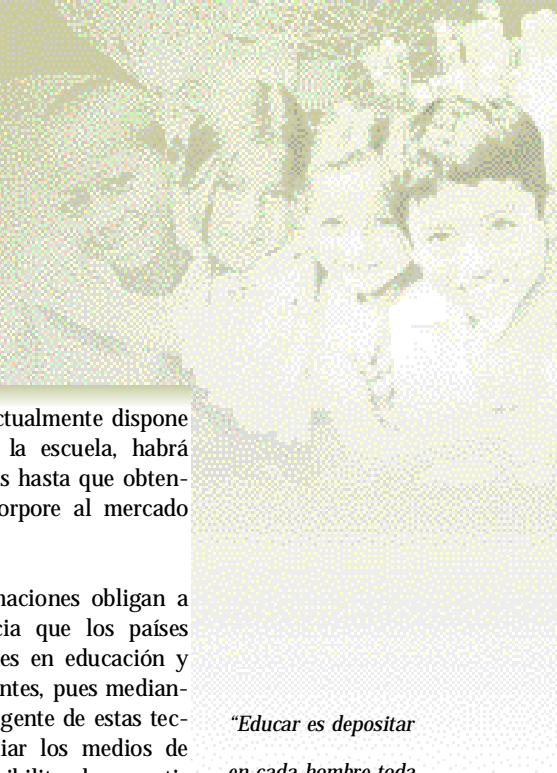 ctualmente dispone
la escuela, habrá
s hasta que obten-
orpore al mercado
naciones obligan a
cia que los países
es en educación y
ntes, pues median-
gente de estas tec-
iar los medios de
“Educar es depositar
en cada hombre toda